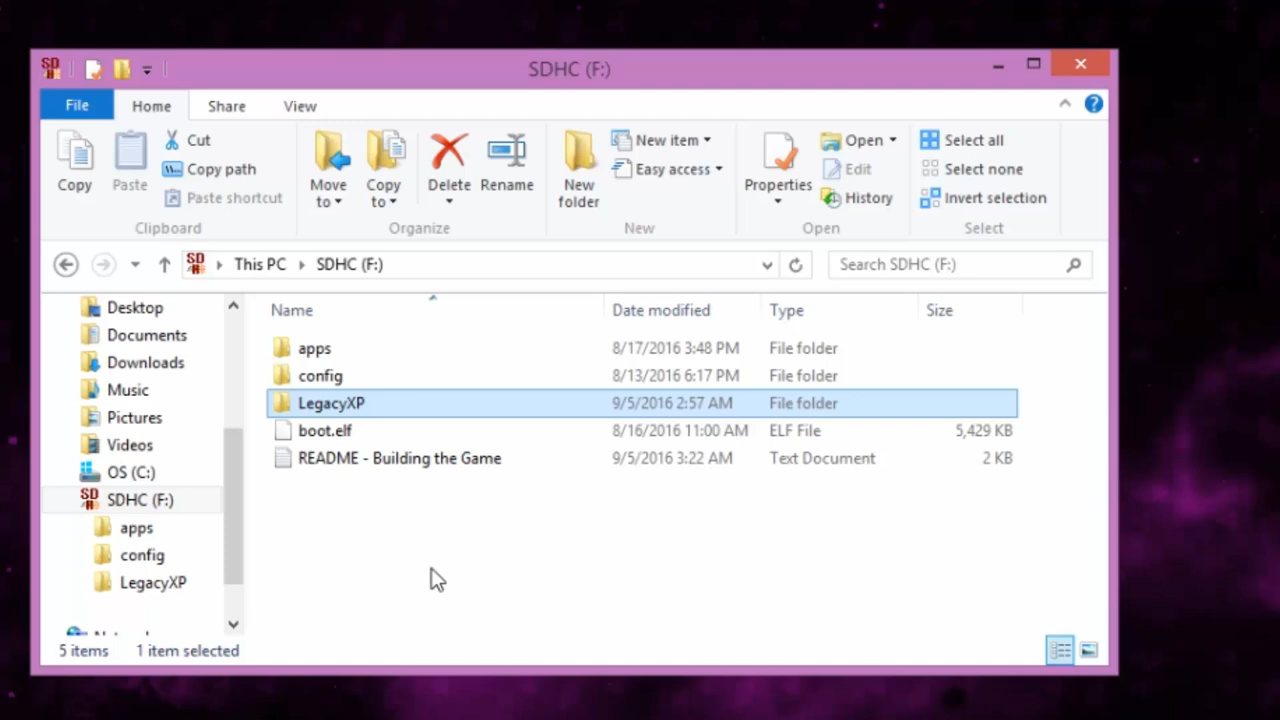 SD
H
SDHC (F:)
File
Home
Share
View
Copy
Paste
Cut
Copy path
Paste shortcut
Clipboard
Move
to
Copy
to
Delete
Rename
Organize
New
folder
New item
Easy access
New
Properties
Open
Edit
History
Open
Select all
Select none
Invert selection
Select
SD
H
This PC
SDHC (F:)
Search SDHC (F:)
Desktop
Documents
Downloads
Music
Pictures
Videos
OS (C:)
SD
H
SDHC (F:)
apps
config
LegacyXP
Name Date modified Type Size
apps 8/17/2016 3:48 PM File folder
config 8/13/2016 6:17 PM File folder
LegacyXP 9/5/2016 2:57 AM File folder
boot.elf 8/16/2016 11:00 AM ELF File 5,429 KB
README - Building the Game 9/5/2016 3:22 AM Text Document 2 KB
5 items 1 item selected